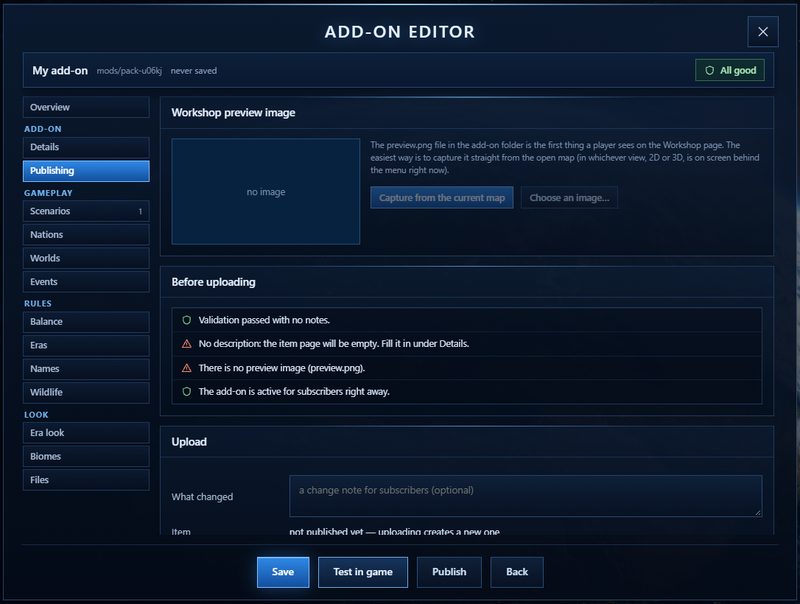 ADD-ON EDITOR
My add-on mods/pack-u06kj never saved
All good
Overview
ADD-ON
Details
Publishing
GAMEPLAY
Scenarios 1
Nations
Worlds
Events
RULES
Balance
Eras
Names
Wildlife
LOOK
Era look
Biomes
Files
Workshop preview image
no image
The preview.png file in the add-on folder is the first thing a player sees on the Workshop page. The
easiest way is to capture it straight from the open map (in whichever view, 2D or 3D, is on screen behind
the menu right now).
Capture from the current map
Choose an image...
Before uploading
Validation passed with no notes.
No description: the item page will be empty. Fill it in under Details.
There is no preview image (preview.png).
The add-on is active for subscribers right away.
Upload
What changed
a change note for subscribers (optional)
Item not published yet — uploading creates a new one
Save
Test in game
Publish
Back